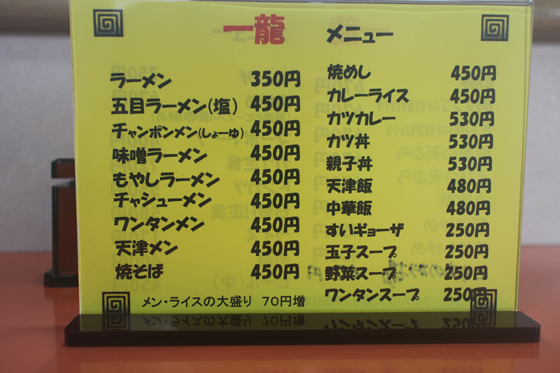 一龍 メニュー
ラーメン 350円
五目ラーメン(塩) 450円
チャンポンメン(しょーゆ) 450円
味噌ラーメン 450円
もやしラーメン 450円
チャシューメン 450円
ワンタンメン 450円
天津メン 450円
焼そば 450円
メン・ライスの大盛り 70円増
焼めし 450円
カレーライス 450円
カツカレー 530円
カツ丼 530円
親子丼 530円
天津飯 480円
中華飯 480円
すいギョーザ 250円
玉子スープ 250円
野菜スープ 250円
ワンタンスープ 250円